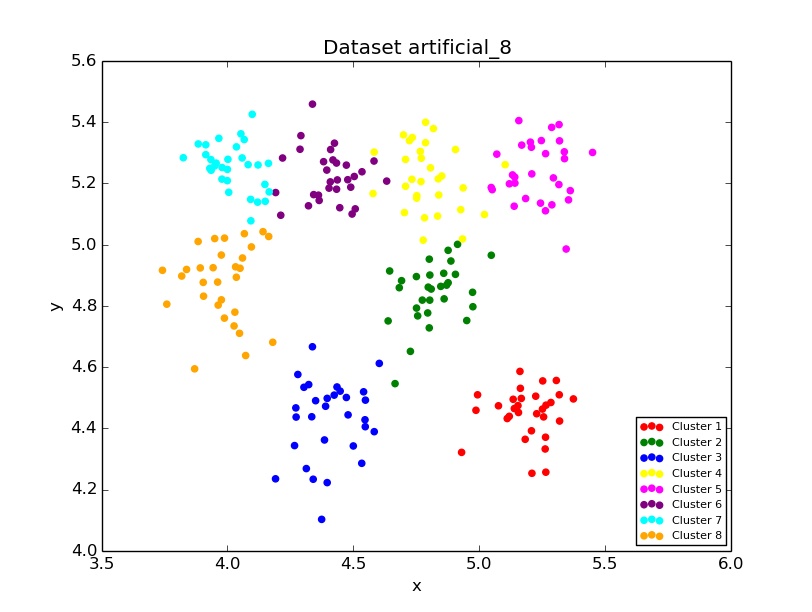 Dataset artificial_8
5.6
5.4
5.2
5.0
4.8
4.6
4.4
4.2
4.0
y
3.5 4.0 4.5 5.0 5.5 6.0
x
Cluster 1
Cluster 2
Cluster 3
Cluster 4
Cluster 5
Cluster 6
Cluster 7
Cluster 8